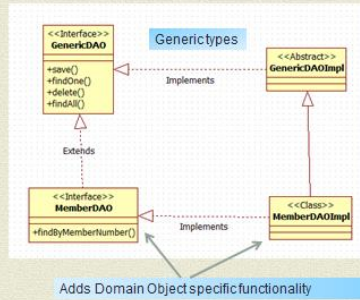 <<Interface>>
GenericDAO
+save()
+findOne()
+delete()
+findAll()
Generic types
<<Abstract>>
GenericDAOImpl
Implements
Extends
<<Interface>>
MemberDAO
+findByMemberNumber()
Implements
<<Class>>
MemberDAOImpl
Adds Domain Object specific functionality